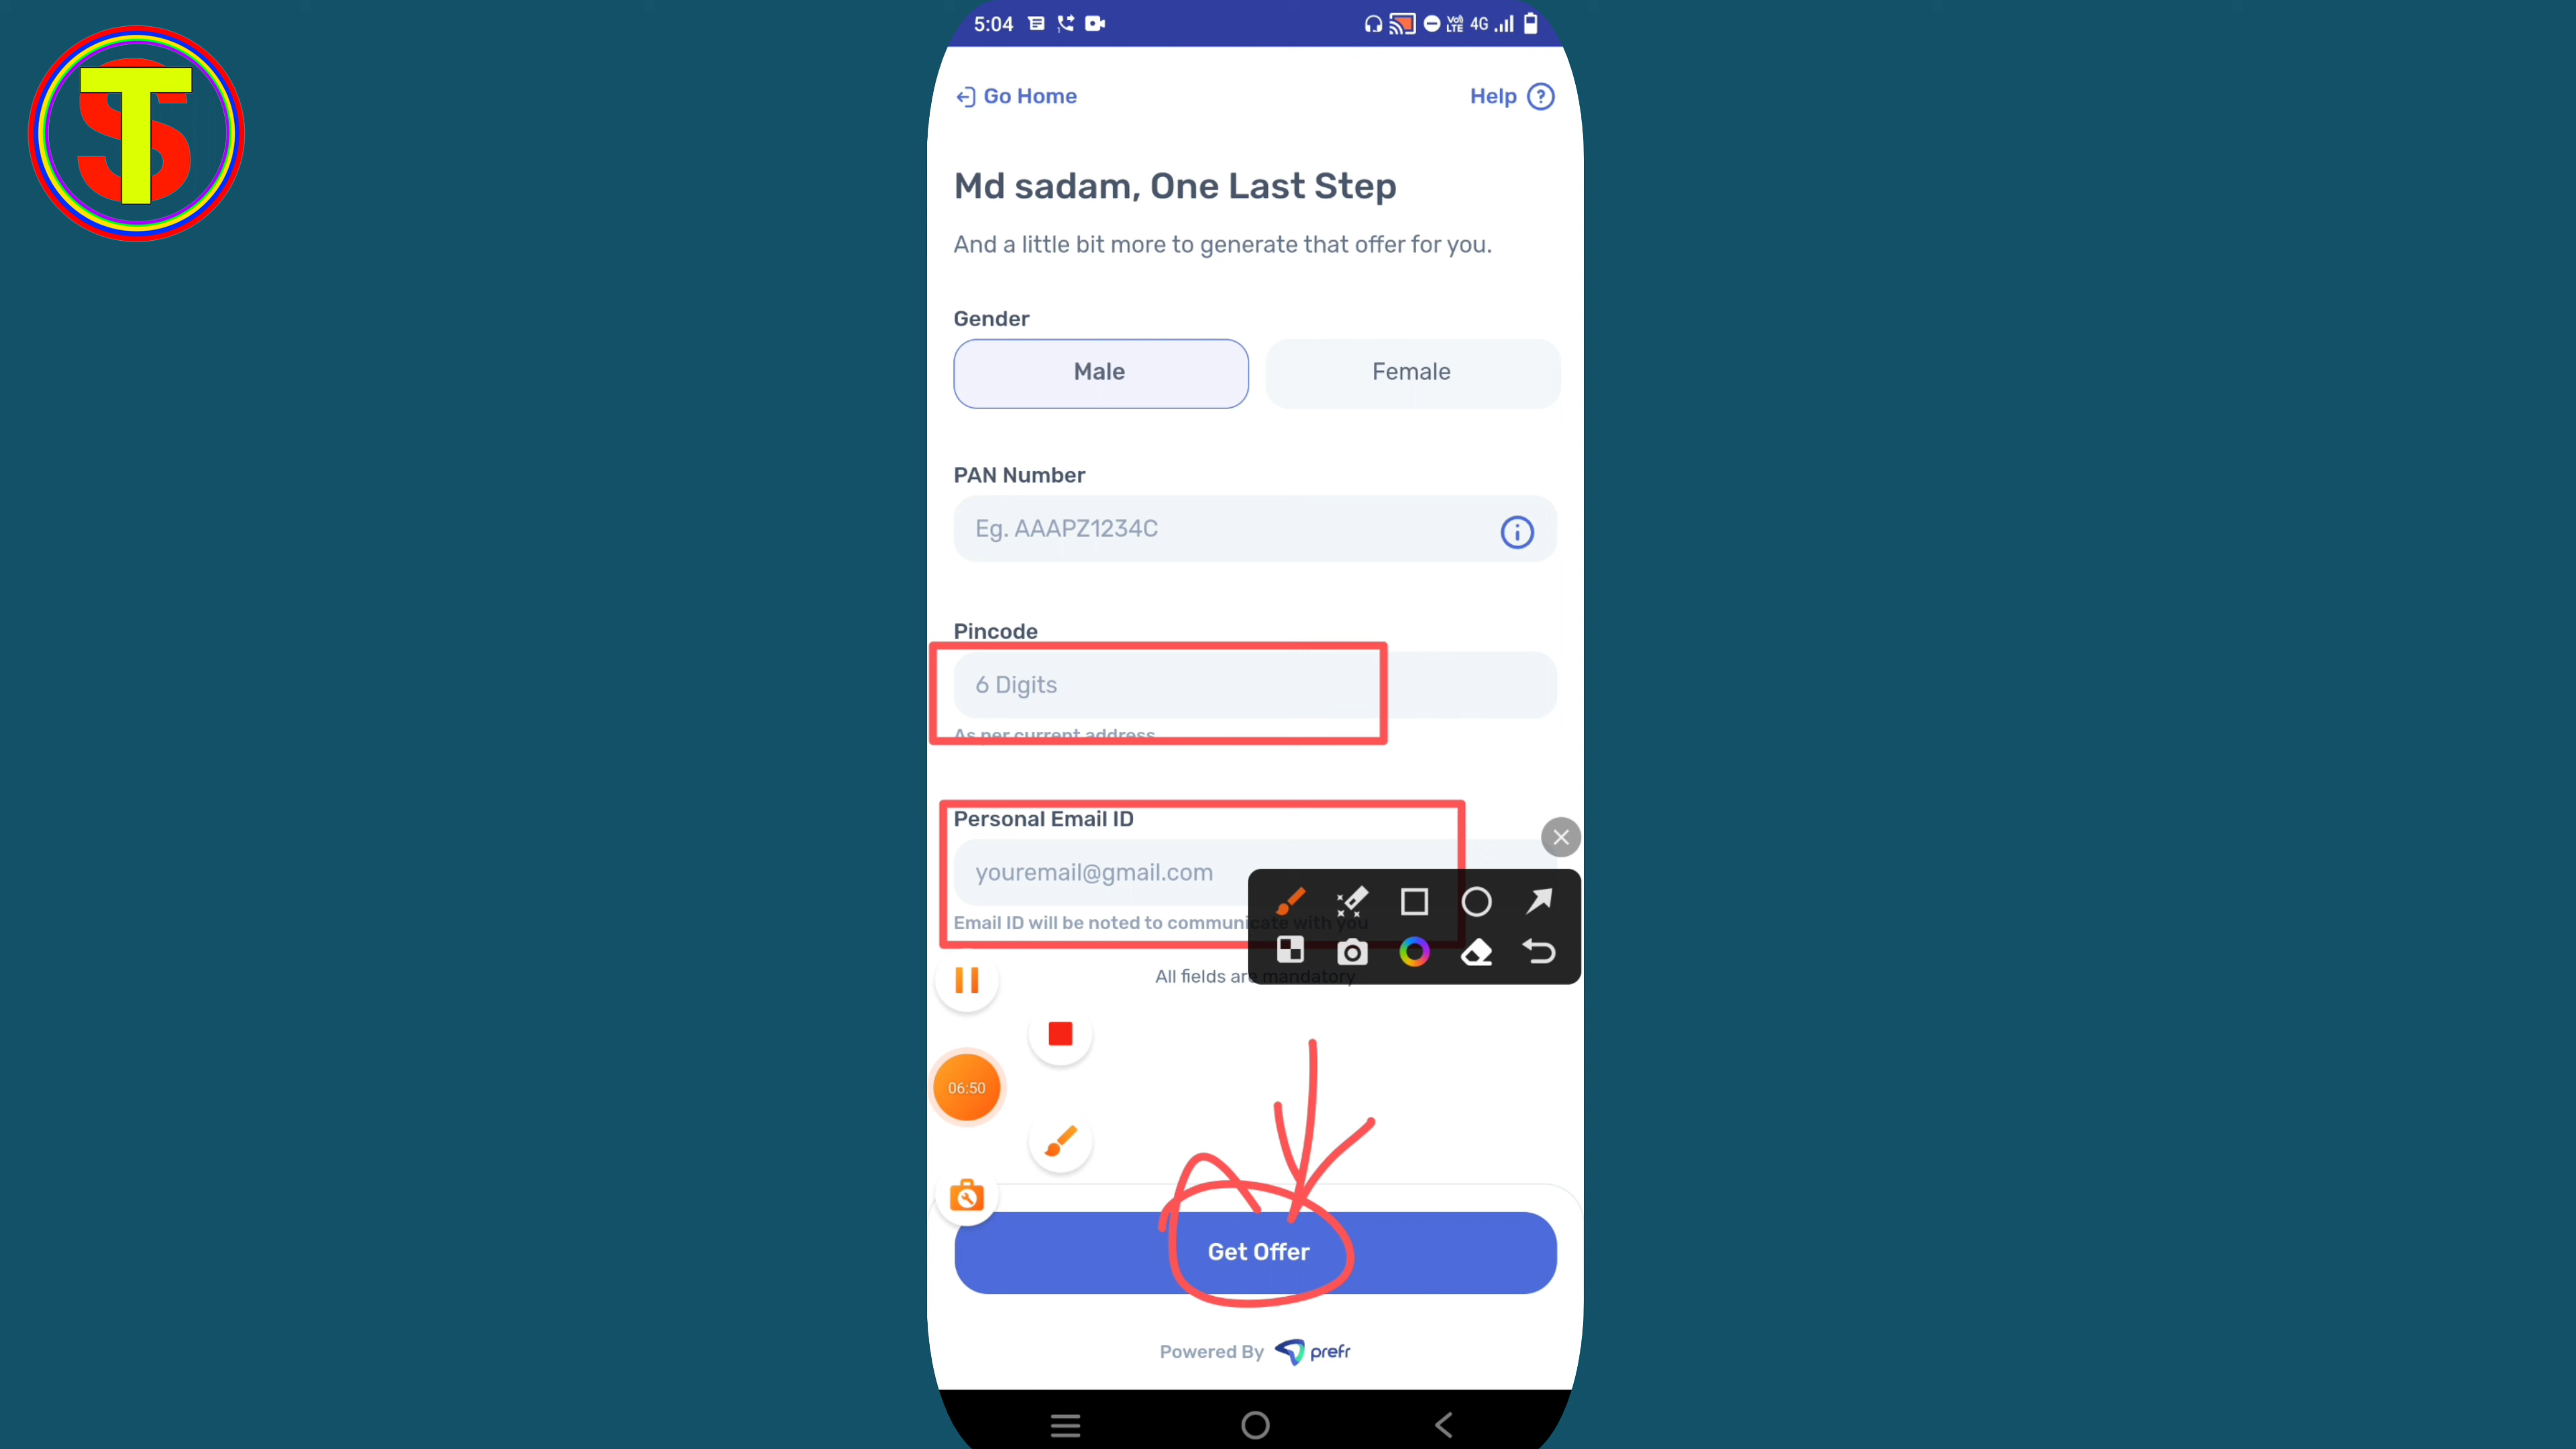 TS
5:04
VoLTE 4G
Go Home
Help ?
Md sadam, One Last Step
And a little bit more to generate that offer for you.
Gender
Male
Female
PAN Number
Eg. AAAPZ1234C
Pincode
6 Digits
As per current address
Personal Email ID
youremail@gmail.com
Email ID will be noted to communicate with you
All fields are mandatory
06:50
Get Offer
Powered By prefr